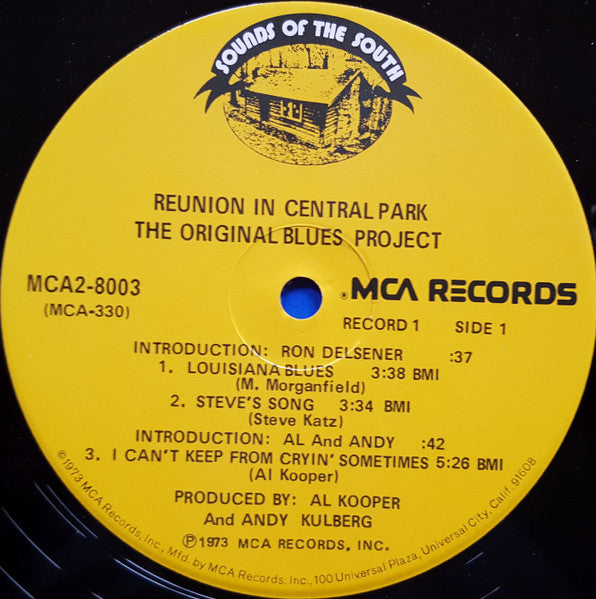 SOUNDS OF THE SOUTH
REUNION IN CENTRAL PARK
THE ORIGINAL BLUES PROJECT
MCA2-8003
(MCA-330)
® MCA RECORDS
RECORD 1 SIDE 1
INTRODUCTION: RON DELSENER :37
1. LOUISIANA BLUES 3:38 BMI
(M. Morganfield)
2. STEVE'S SONG 3:34 BMI
(Steve Katz)
INTRODUCTION: AL And ANDY :42
3. I CAN'T KEEP FROM CRYIN' SOMETIMES 5:26 BMI
(Al Kooper)
PRODUCED BY: AL KOOPER
And ANDY KULBERG
℗ 1973 MCA RECORDS, INC.
©1973 MCA Records, Inc., Mfd. by MCA Records, Inc., 100 Universal Plaza, Universal City, Calif. 91608